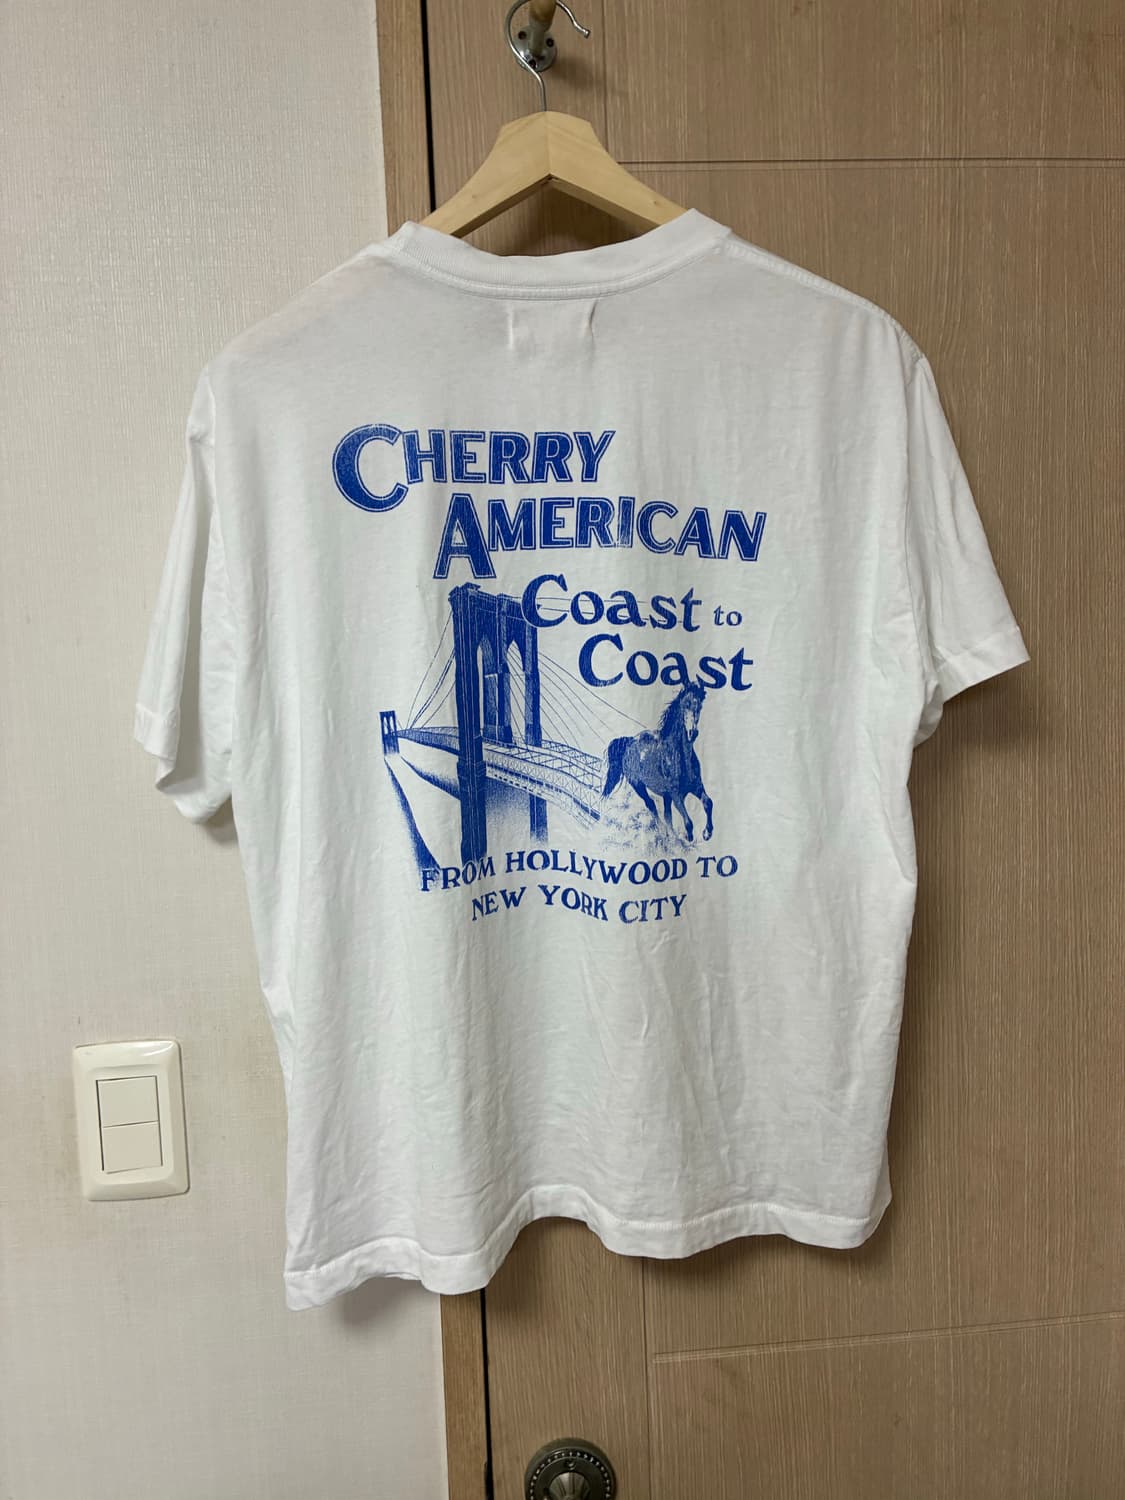 CHERRY
AMERICAN
Coast to
Coast
FROM HOLLYWOOD TO
NEW YORK CITY